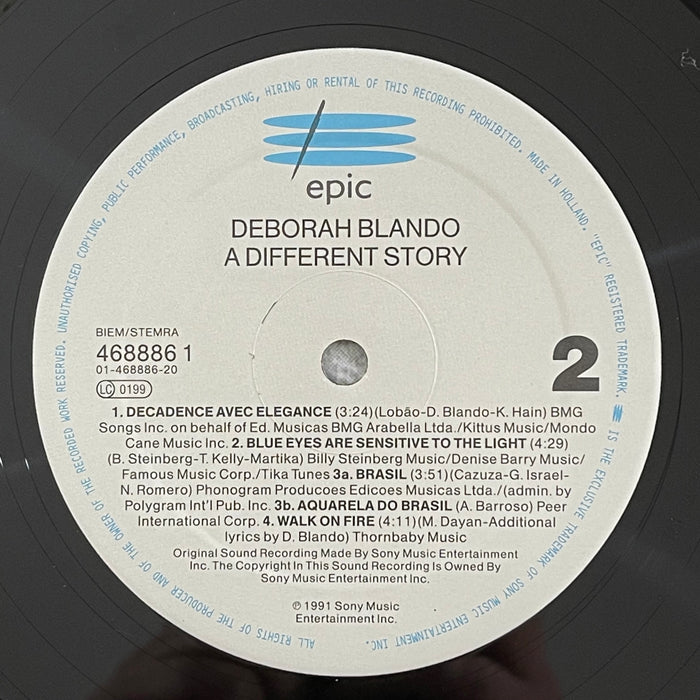 epic
DEBORAH BLANDO
A DIFFERENT STORY
BIEM/STEMRA
468886 1
01-468886-20
LC 0199
2
1. DECADENCE AVEC ELEGANCE (3:24)(Lobão-D. Blando-K. Hain) BMG
Songs Inc. on behalf of Ed. Musicas BMG Arabella Ltda./Kittus Music/Mondo
Cane Music Inc. 2. BLUE EYES ARE SENSITIVE TO THE LIGHT (4:29)
(B. Steinberg-T. Kelly-Martika) Billy Steinberg Music/Denise Barry Music/
Famous Music Corp./Tika Tunes 3a. BRASIL (3:51)(Cazuza-G. Israel-
N. Romero) Phonogram Producoes Edicoes Musicas Ltda./(admin. by
Polygram Int'l Pub. Inc. 3b. AQUARELA DO BRASIL (A. Barroso) Peer
International Corp. 4. WALK ON FIRE (4:11)(M. Dayan-Additional
lyrics by D. Blando) Thornbaby Music
Original Sound Recording Made By Sony Music Entertainment
Inc. The Copyright In This Sound Recording Is Owned By
Sony Music Entertainment Inc.
℗ 1991 Sony Music
Entertainment Inc.
ALL RIGHTS OF THE PRODUCER AND OF THE OWNER OF THE RECORDED WORK RESERVED. UNAUTHORISED COPYING, PUBLIC PERFORMANCE, BROADCASTING, HIRING OR RENTAL OF THIS RECORDING PROHIBITED. MADE IN HOLLAND. "EPIC" REGISTERED TRADEMARK. IS THE EXCLUSIVE TRADEMARK OF SONY MUSIC ENTERTAINMENT INC.